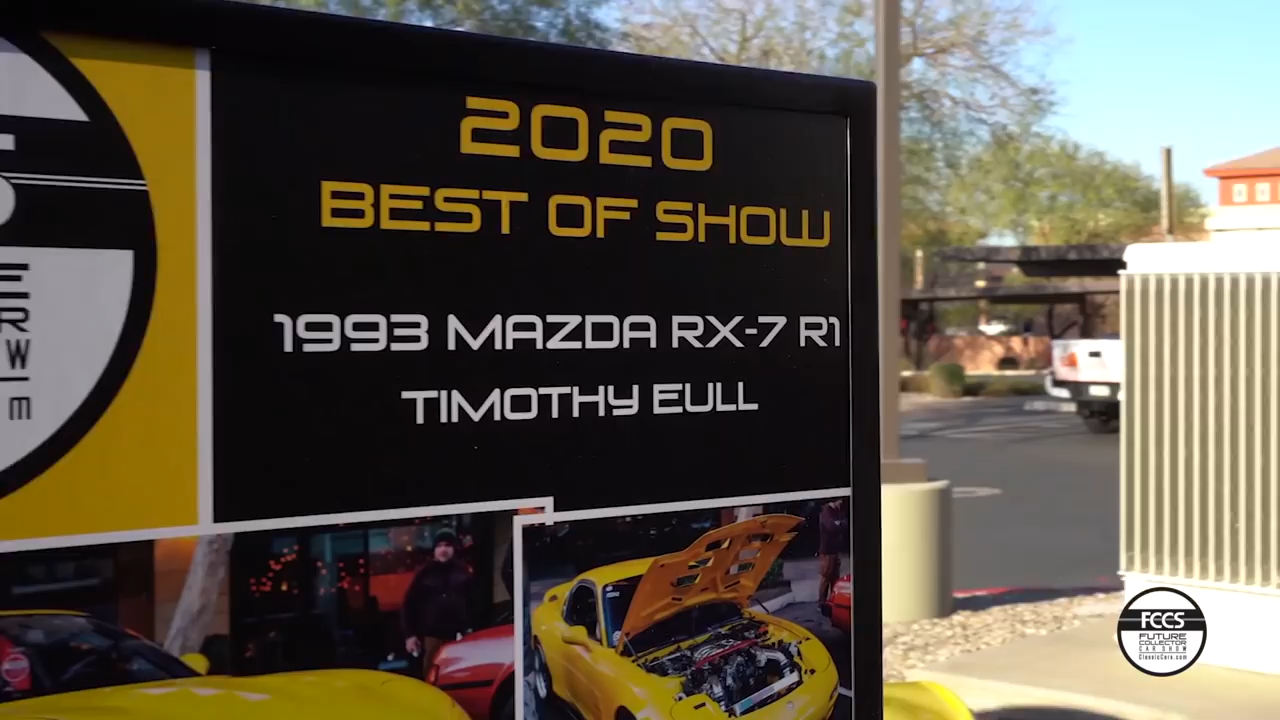 2020
BEST OF SHOW
1993 MAZDA RX-7 R1
TIMOTHY EULL
FCCS
FUTURE
COLLECTOR
CAR SHOW
ClassicCars.com